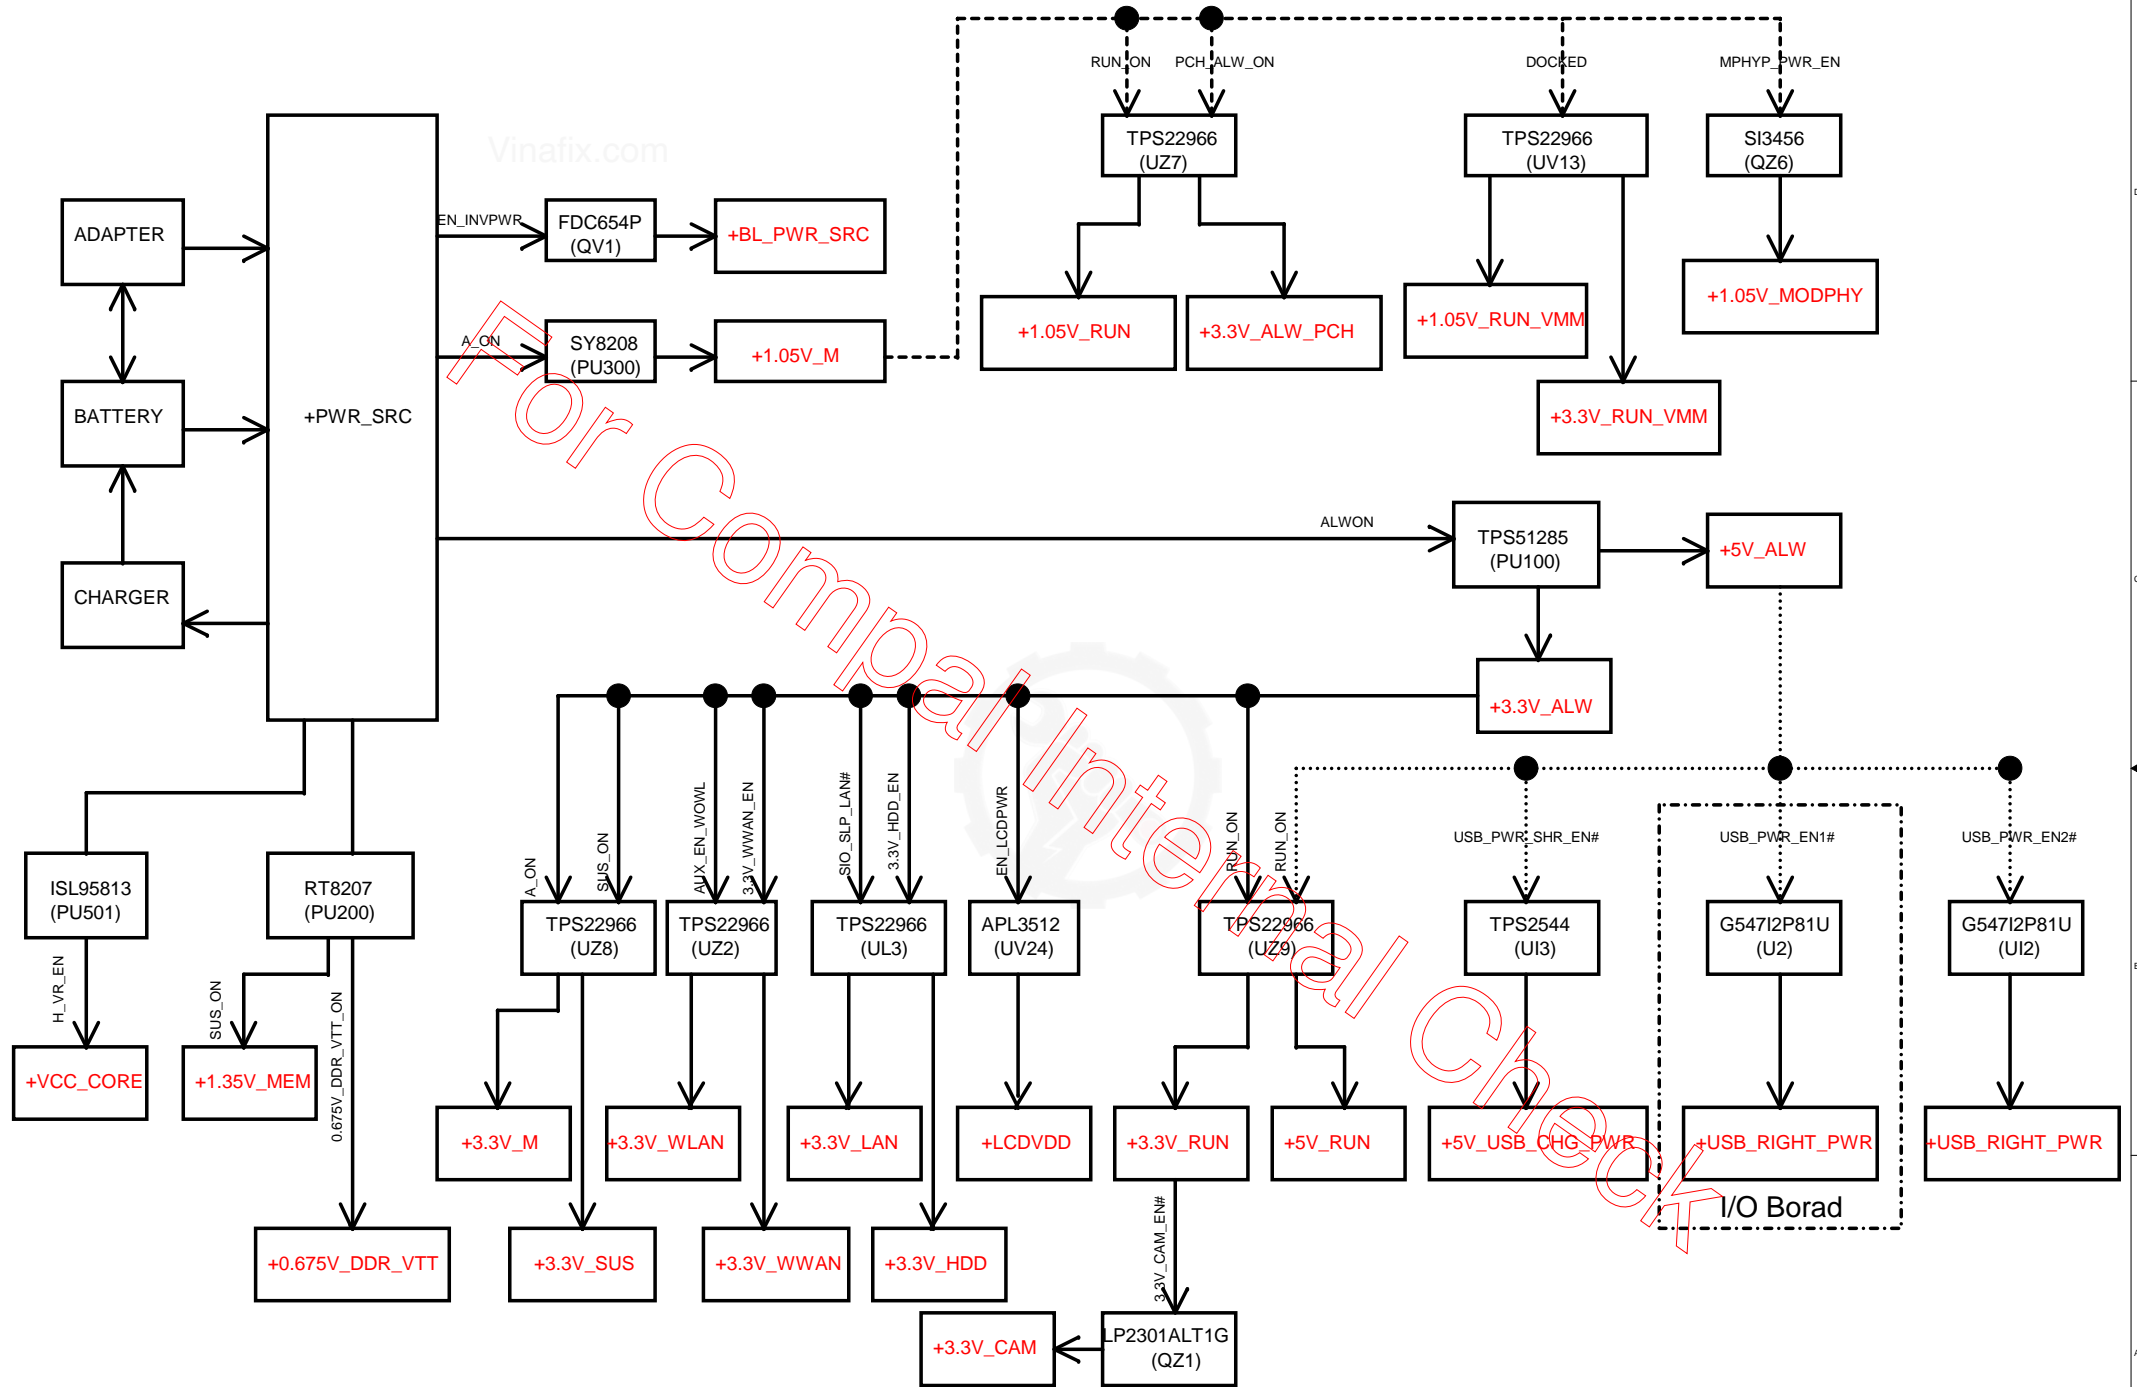 RUN_ON
PCH_ALW_ON
DOCKED
MPHYP_PWR_EN
Vinafix.com
TPS22966
(UZ7)
TPS22966
(UV13)
SI3456
(QZ6)
ADAPTER
EN_INVPWR
FDC654P
(QV1)
+BL_PWR_SRC
+1.05V_RUN
+3.3V_ALW_PCH
+1.05V_RUN_VMM
+1.05V_MODPHY
A_ON
SY8208
(PU300)
+1.05V_M
BATTERY
+PWR_SRC
+3.3V_RUN_VMM
ALWON
TPS51285
(PU100)
+5V_ALW
CHARGER
+3.3V_ALW
For Compal Internal Check
A_ON
SUS_ON
AUX_EN_WOWL
3.3V_WWAN_EN
SIO_SLP_LAN#
3.3V_HDD_EN
EN_LCDPWR
RUN_ON
RUN_ON
USB_PWR_SHR_EN#
USB_PWR_EN1#
USB_PWR_EN2#
ISL95813
(PU501)
RT8207
(PU200)
TPS22966
(UZ8)
TPS22966
(UZ2)
TPS22966
(UL3)
APL3512
(UV24)
TPS22966
(UZ9)
TPS2544
(UI3)
G547I2P81U
(U2)
G547I2P81U
(UI2)
H_VR_EN
SUS_ON
0.675V_DDR_VTT_ON
+VCC_CORE
+1.35V_MEM
+3.3V_M
+3.3V_WLAN
+3.3V_LAN
+LCDVDD
+3.3V_RUN
+5V_RUN
+5V_USB_CHG_PWR
+USB_RIGHT_PWR
+USB_RIGHT_PWR
I/O Borad
+0.675V_DDR_VTT
+3.3V_SUS
+3.3V_WWAN
+3.3V_HDD
3.3V_CAM_EN#
+3.3V_CAM
LP2301ALT1G
(QZ1)